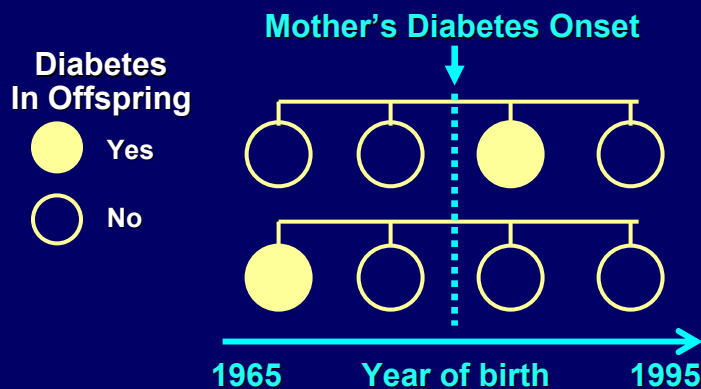 Mother's Diabetes Onset
Diabetes
In Offspring
Yes
No
1965
Year of birth
1995